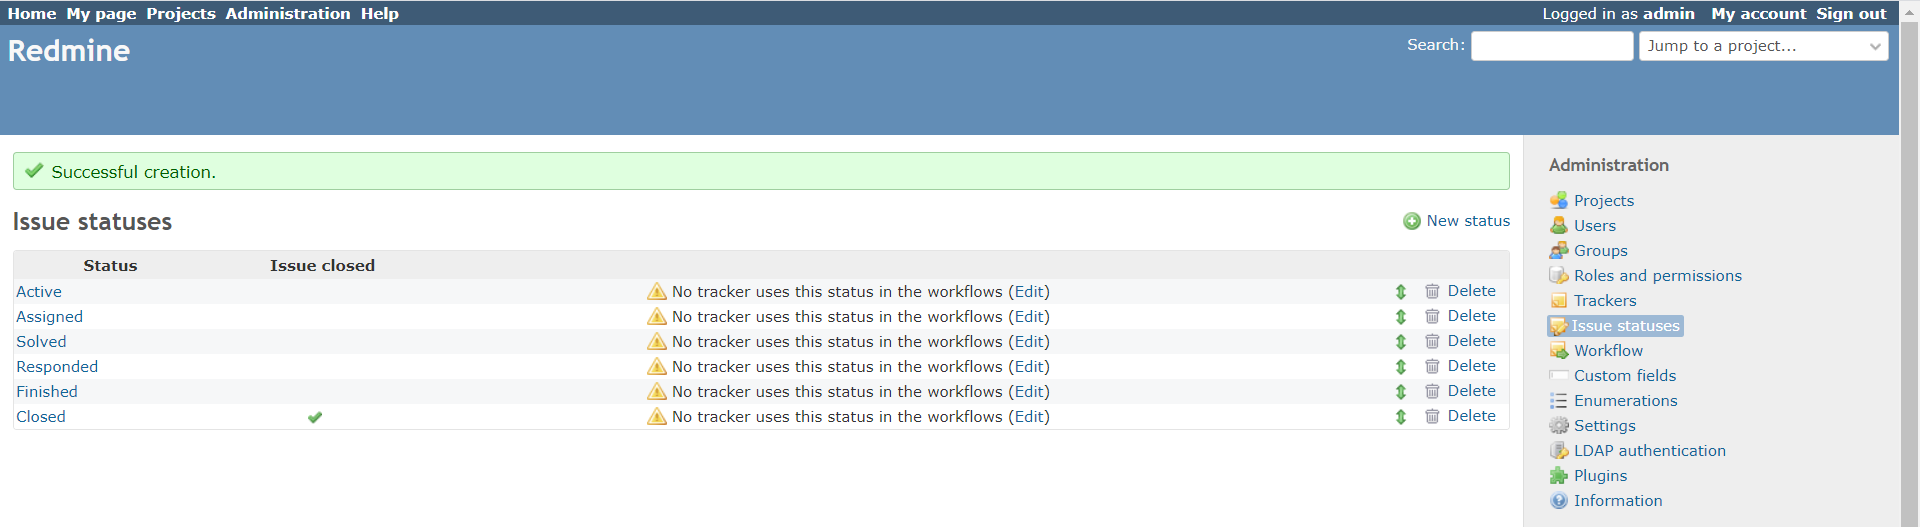 Home My page Projects Administration Help Logged in as admin My account Sign out
Redmine Search: Jump to a project...
Successful creation.
Issue statuses New status
Status Issue closed
Active No tracker uses this status in the workflows (Edit) Delete
Assigned No tracker uses this status in the workflows (Edit) Delete
Solved No tracker uses this status in the workflows (Edit) Delete
Responded No tracker uses this status in the workflows (Edit) Delete
Finished No tracker uses this status in the workflows (Edit) Delete
Closed No tracker uses this status in the workflows (Edit) Delete
Administration
Projects
Users
Groups
Roles and permissions
Trackers
Issue statuses
Workflow
Custom fields
Enumerations
Settings
LDAP authentication
Plugins
Information